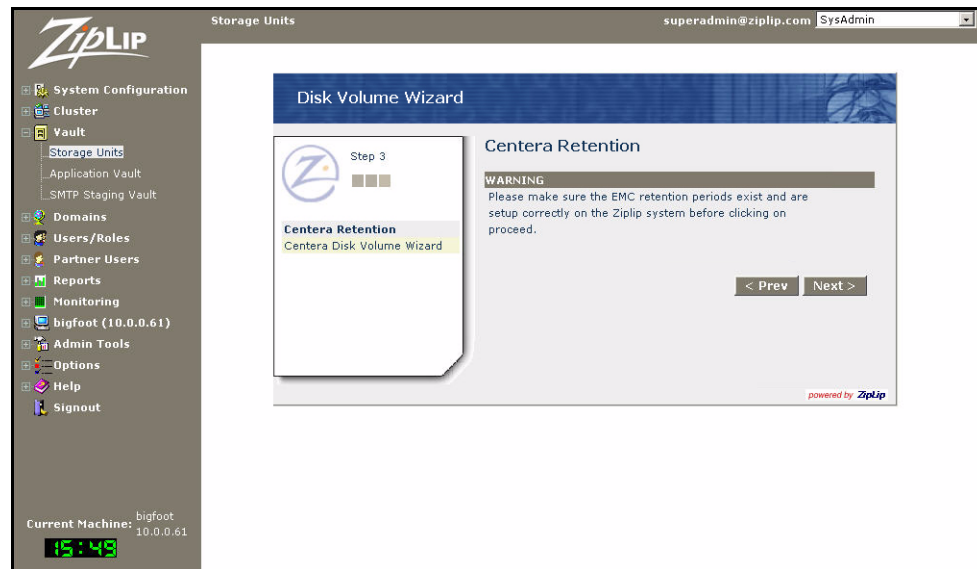 Storage Units
superadmin@ziplip.com
SysAdmin
ZipLip
System Configuration
Cluster
Vault
Storage Units
Application Vault
SMTP Staging Vault
Domains
Users/Roles
Partner Users
Reports
Monitoring
bigfoot (10.0.0.61)
Admin Tools
Options
Help
Signout
Current Machine:
bigfoot
10.0.0.61
15:49
Disk Volume Wizard
Step 3
Centera Retention
Centera Disk Volume Wizard
Centera Retention
WARNING
Please make sure the EMC retention periods exist and are
setup correctly on the Ziplip system before clicking on
proceed.
< Prev
Next >
powered by ZipLip